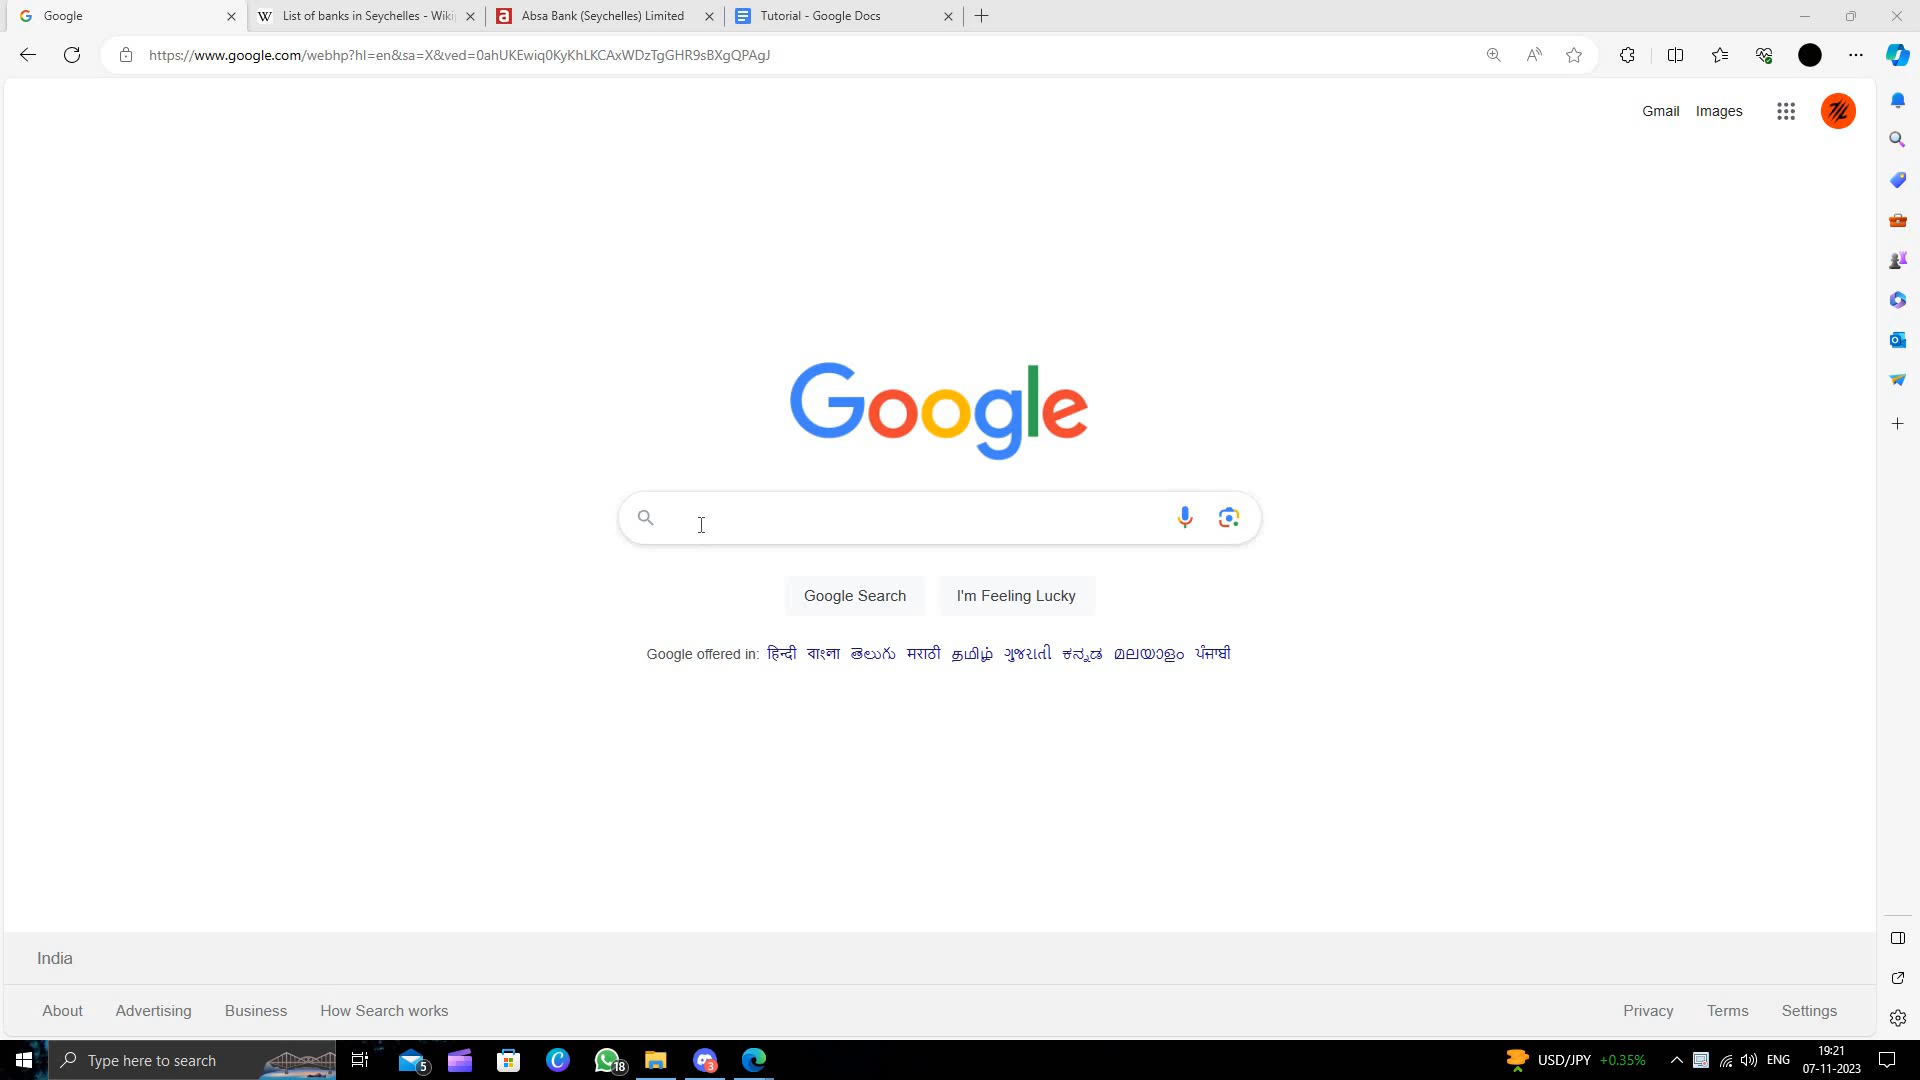 Google
List of banks in Seychelles - Wiki
Absa Bank (Seychelles) Limited
Tutorial - Google Docs
https://www.google.com/webhp?hl=en&sa=X&ved=0ahUKEwiq0KyKhLKCAxWDzTgGHR9sBXgQPAgJ
Gmail Images
Google
Google Search
I'm Feeling Lucky
Google offered in: हिन्दी বাংলা తెలుగు मराठी தமிழ் ગુજરાતી ಕನ್ನಡ മലയാളം ਪੰਜਾਬੀ
India
About Advertising Business How Search works
Privacy Terms Settings
Type here to search
5
18
3
USD/JPY +0.35%
ENG
19:21
07-11-2023